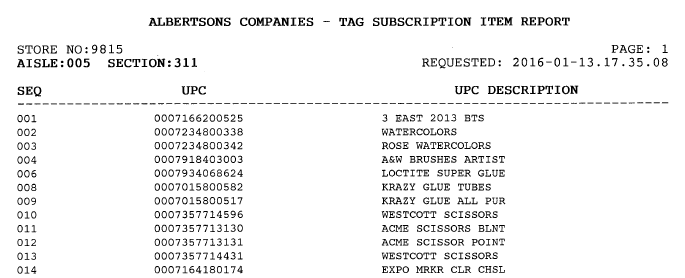 ALBERTSONS COMPANIES - TAG SUBSCRIPTION ITEM REPORT
STORE NO:9815 PAGE: 1
AISLE:005 SECTION:311 REQUESTED: 2016-01-13.17.35.08
SEQ UPC UPC DESCRIPTION
001 0007166200525 3 EAST 2013 BTS
002 0007234800338 WATERCOLORS
003 0007234800342 ROSE WATERCOLORS
004 0007918403003 A&W BRUSHES ARTIST
006 0007934068624 LOCTITE SUPER GLUE
008 0007015800582 KRAZY GLUE TUBES
009 0007015800517 KRAZY GLUE ALL PUR
010 0007357714596 WESTCOTT SCISSORS
011 0007357713130 ACME SCISSORS BLNT
012 0007357713131 ACME SCISSOR POINT
013 0007357714431 WESTCOTT SCISSORS
014 0007164180174 EXPO MRKR CLR CHSL